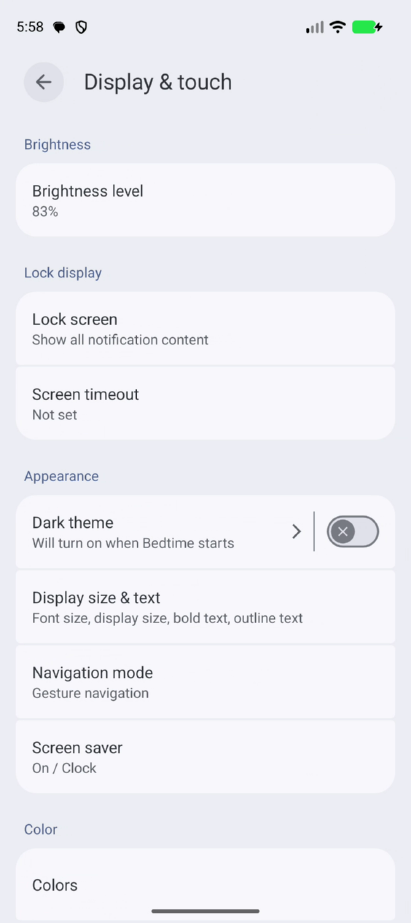 5:58
Display & touch
Brightness
Brightness level
83%
Lock display
Lock screen
Show all notification content
Screen timeout
Not set
Appearance
Dark theme
Will turn on when Bedtime starts
Display size & text
Font size, display size, bold text, outline text
Navigation mode
Gesture navigation
Screen saver
On / Clock
Color
Colors